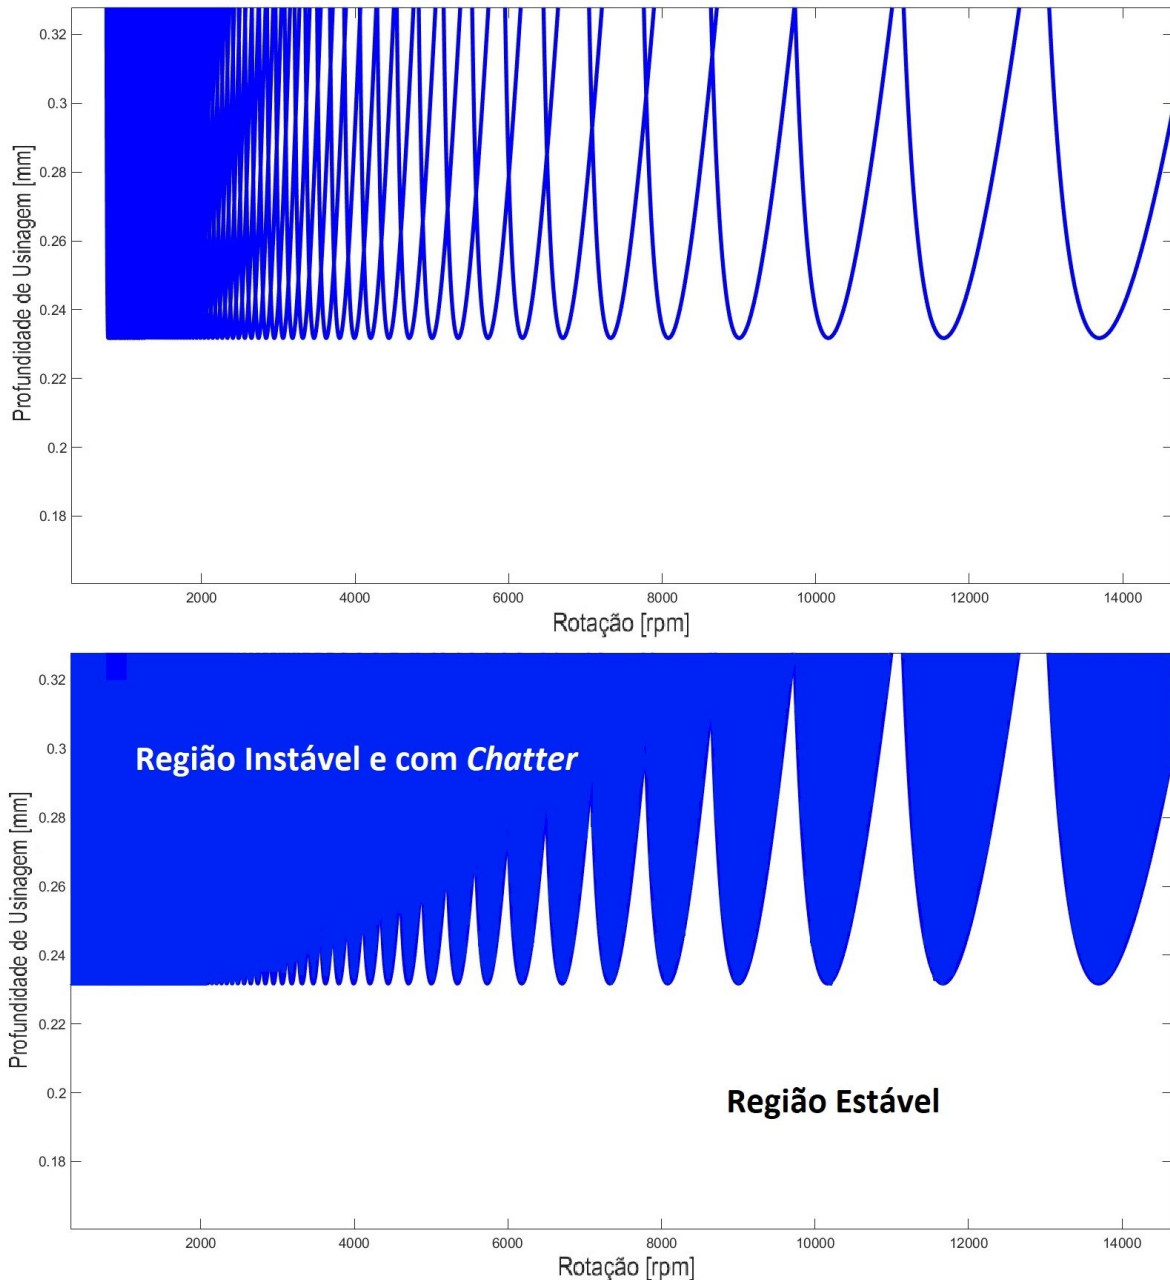 0.32
0.3
0.28
0.26
0.24
0.22
0.2
0.18
Profundidade de Usinagem [mm]
2000 4000 6000 8000 10000 12000 14000
Rotação [rpm]
0.32
0.3
0.28
0.26
0.24
0.22
0.2
0.18
Profundidade de Usinagem [mm]
Região Instável e com Chatter
Região Estável
2000 4000 6000 8000 10000 12000 14000
Rotação [rpm]